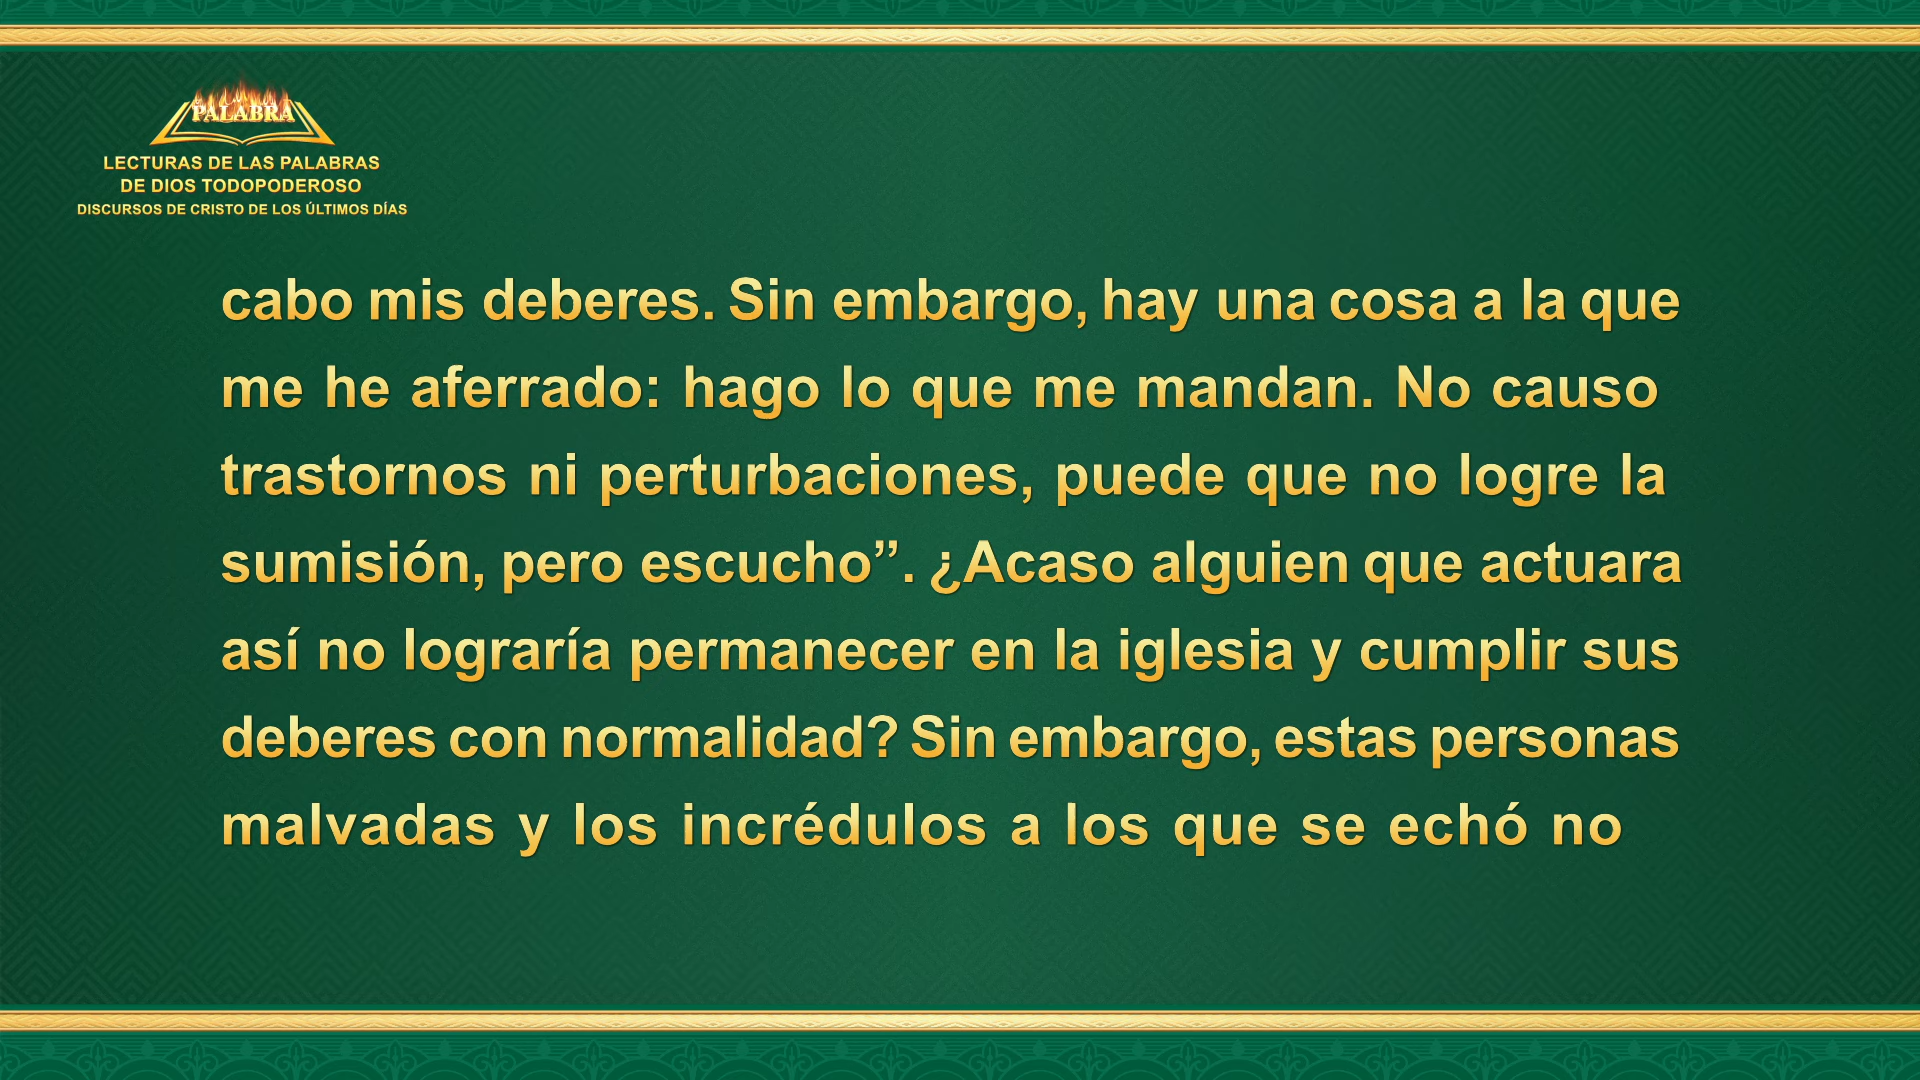 PALABRA
LECTURAS DE LAS PALABRAS
DE DIOS TODOPODEROSO
DISCURSOS DE CRISTO DE LOS ÚLTIMOS DÍAS
cabo mis deberes. Sin embargo, hay una cosa a la que
me he aferrado: hago lo que me mandan. No causo
trastornos ni perturbaciones, puede que no logre la
sumisión, pero escucho”. ¿Acaso alguien que actuara
así no lograría permanecer en la iglesia y cumplir sus
deberes con normalidad? Sin embargo, estas personas
malvadas y los incrédulos a los que se echó no